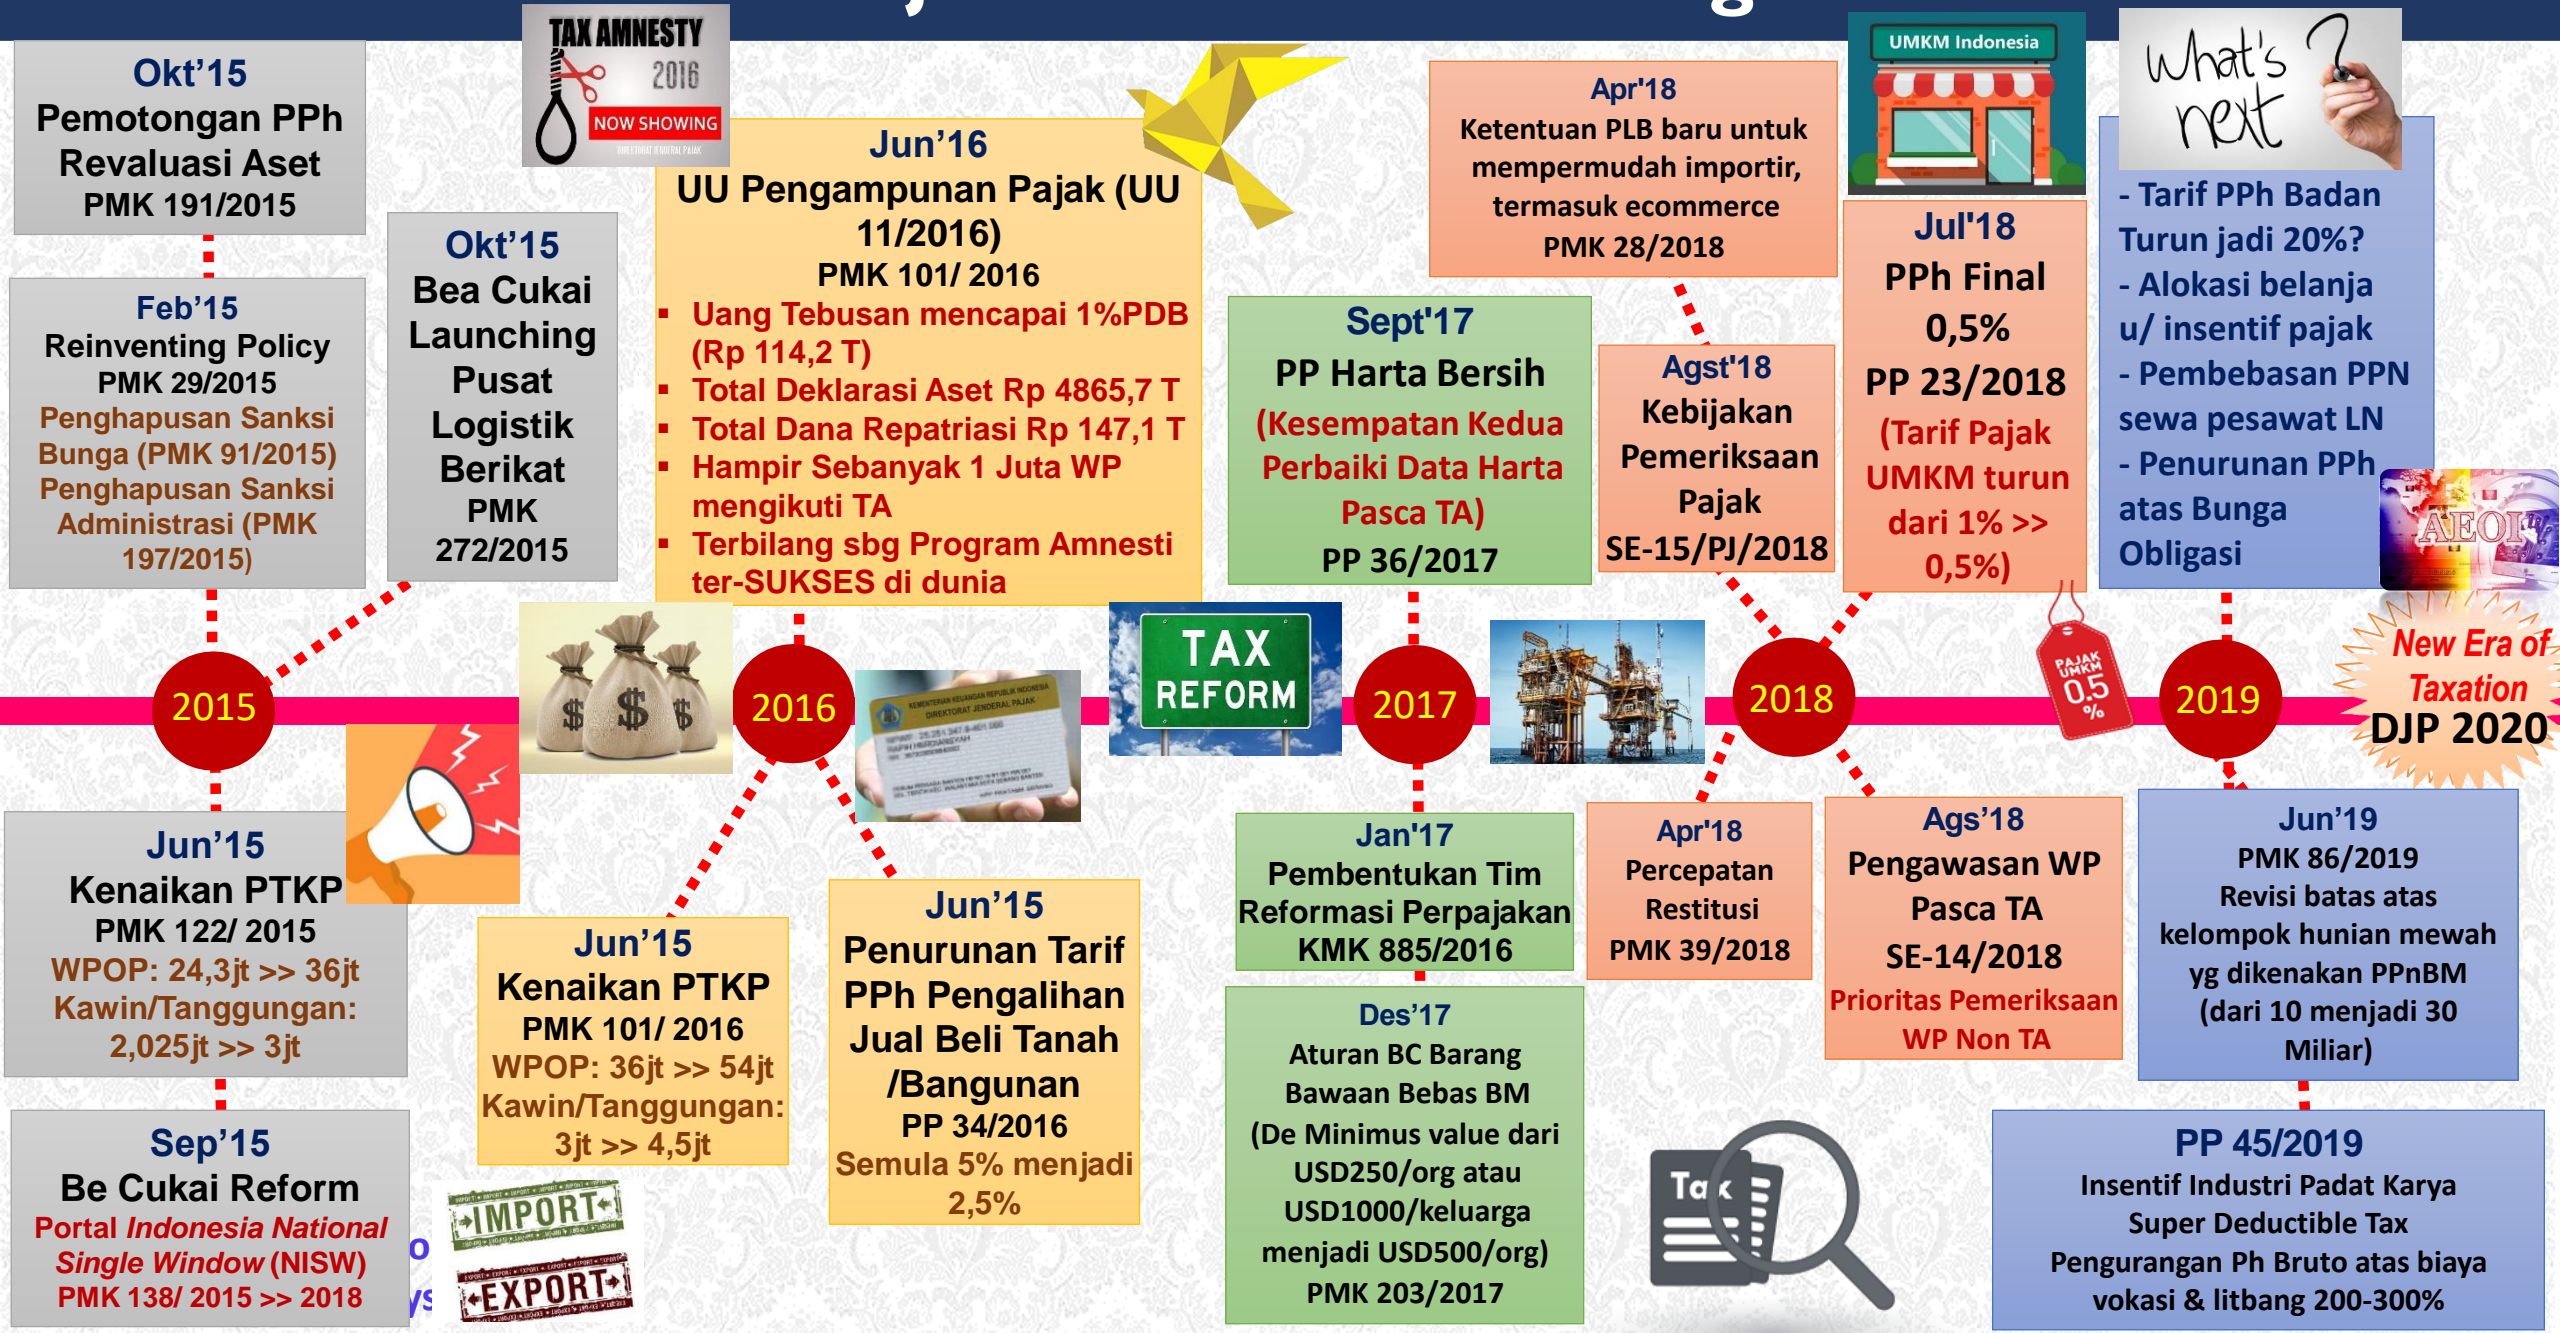 TAX AMNESTY
2016
NOW SHOWING
DIREKTORAT JENDERAL PAJAK
UMKM Indonesia
What's
next ?
Okt’15
Pemotongan PPh
Revaluasi Aset
PMK 191/2015
Feb’15
Reinventing Policy
PMK 29/2015
Penghapusan Sanksi
Bunga (PMK 91/2015)
Penghapusan Sanksi
Administrasi (PMK
197/2015)
Okt’15
Bea Cukai
Launching
Pusat
Logistik
Berikat
PMK
272/2015
Jun’16
UU Pengampunan Pajak (UU
11/2016)
PMK 101/ 2016
▪ Uang Tebusan mencapai 1%PDB
(Rp 114,2 T)
▪ Total Deklarasi Aset Rp 4865,7 T
▪ Total Dana Repatriasi Rp 147,1 T
▪ Hampir Sebanyak 1 Juta WP
mengikuti TA
▪ Terbilang sbg Program Amnesti
ter-SUKSES di dunia
Sept'17
PP Harta Bersih
(Kesempatan Kedua
Perbaiki Data Harta
Pasca TA)
PP 36/2017
Apr'18
Ketentuan PLB baru untuk
mempermudah importir,
termasuk ecommerce
PMK 28/2018
Agst'18
Kebijakan
Pemeriksaan
Pajak
SE-15/PJ/2018
Jul'18
PPh Final
0,5%
PP 23/2018
(Tarif Pajak
UMKM turun
dari 1% >>
0,5%)
- Tarif PPh Badan
Turun jadi 20%?
- Alokasi belanja
u/ insentif pajak
- Pembebasan PPN
sewa pesawat LN
- Penurunan PPh
atas Bunga
Obligasi
AEOI
New Era of
Taxation
DJP 2020
2015
2016
KEMENTERIAN KEUANGAN REPUBLIK INDONESIA
DIREKTORAT JENDERAL PAJAK
TAX
REFORM
2017
2018
PAJAK
UMKM
0,5
%
2019
Jun’15
Kenaikan PTKP
PMK 122/ 2015
WPOP: 24,3jt >> 36jt
Kawin/Tanggungan:
2,025jt >> 3jt
Sep’15
Be Cukai Reform
Portal Indonesia National
Single Window (NISW)
PMK 138/ 2015 >> 2018
IMPORT
EXPORT
Jun’15
Kenaikan PTKP
PMK 101/ 2016
WPOP: 36jt >> 54jt
Kawin/Tanggungan:
3jt >> 4,5jt
Jun’15
Penurunan Tarif
PPh Pengalihan
Jual Beli Tanah
/Bangunan
PP 34/2016
Semula 5% menjadi
2,5%
Jan'17
Pembentukan Tim
Reformasi Perpajakan
KMK 885/2016
Des’17
Aturan BC Barang
Bawaan Bebas BM
(De Minimus value dari
USD250/org atau
USD1000/keluarga
menjadi USD500/org)
PMK 203/2017
Apr'18
Percepatan
Restitusi
PMK 39/2018
Ags’18
Pengawasan WP
Pasca TA
SE-14/2018
Prioritas Pemeriksaan
WP Non TA
Tax
Jun’19
PMK 86/2019
Revisi batas atas
kelompok hunian mewah
yg dikenakan PPnBM
(dari 10 menjadi 30
Miliar)
PP 45/2019
Insentif Industri Padat Karya
Super Deductible Tax
Pengurangan Ph Bruto atas biaya
vokasi & litbang 200-300%